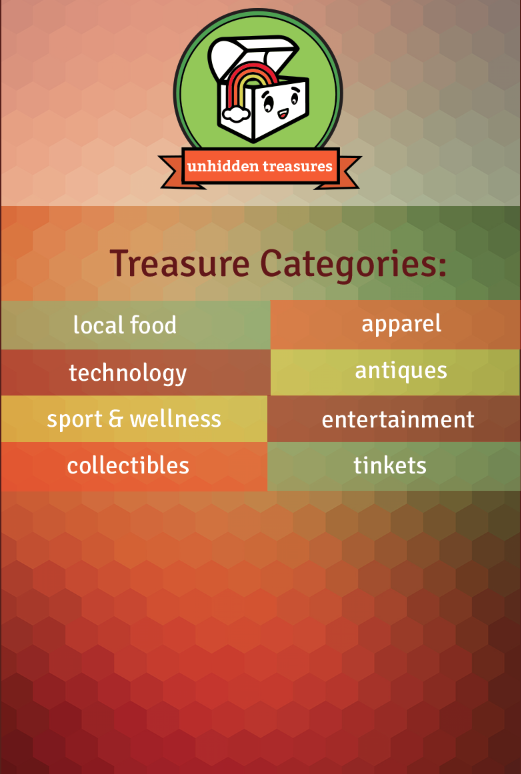 unhidden treasures
Treasure Categories:
local food
apparel
technology
antiques
sport & wellness
entertainment
collectibles
tinkets